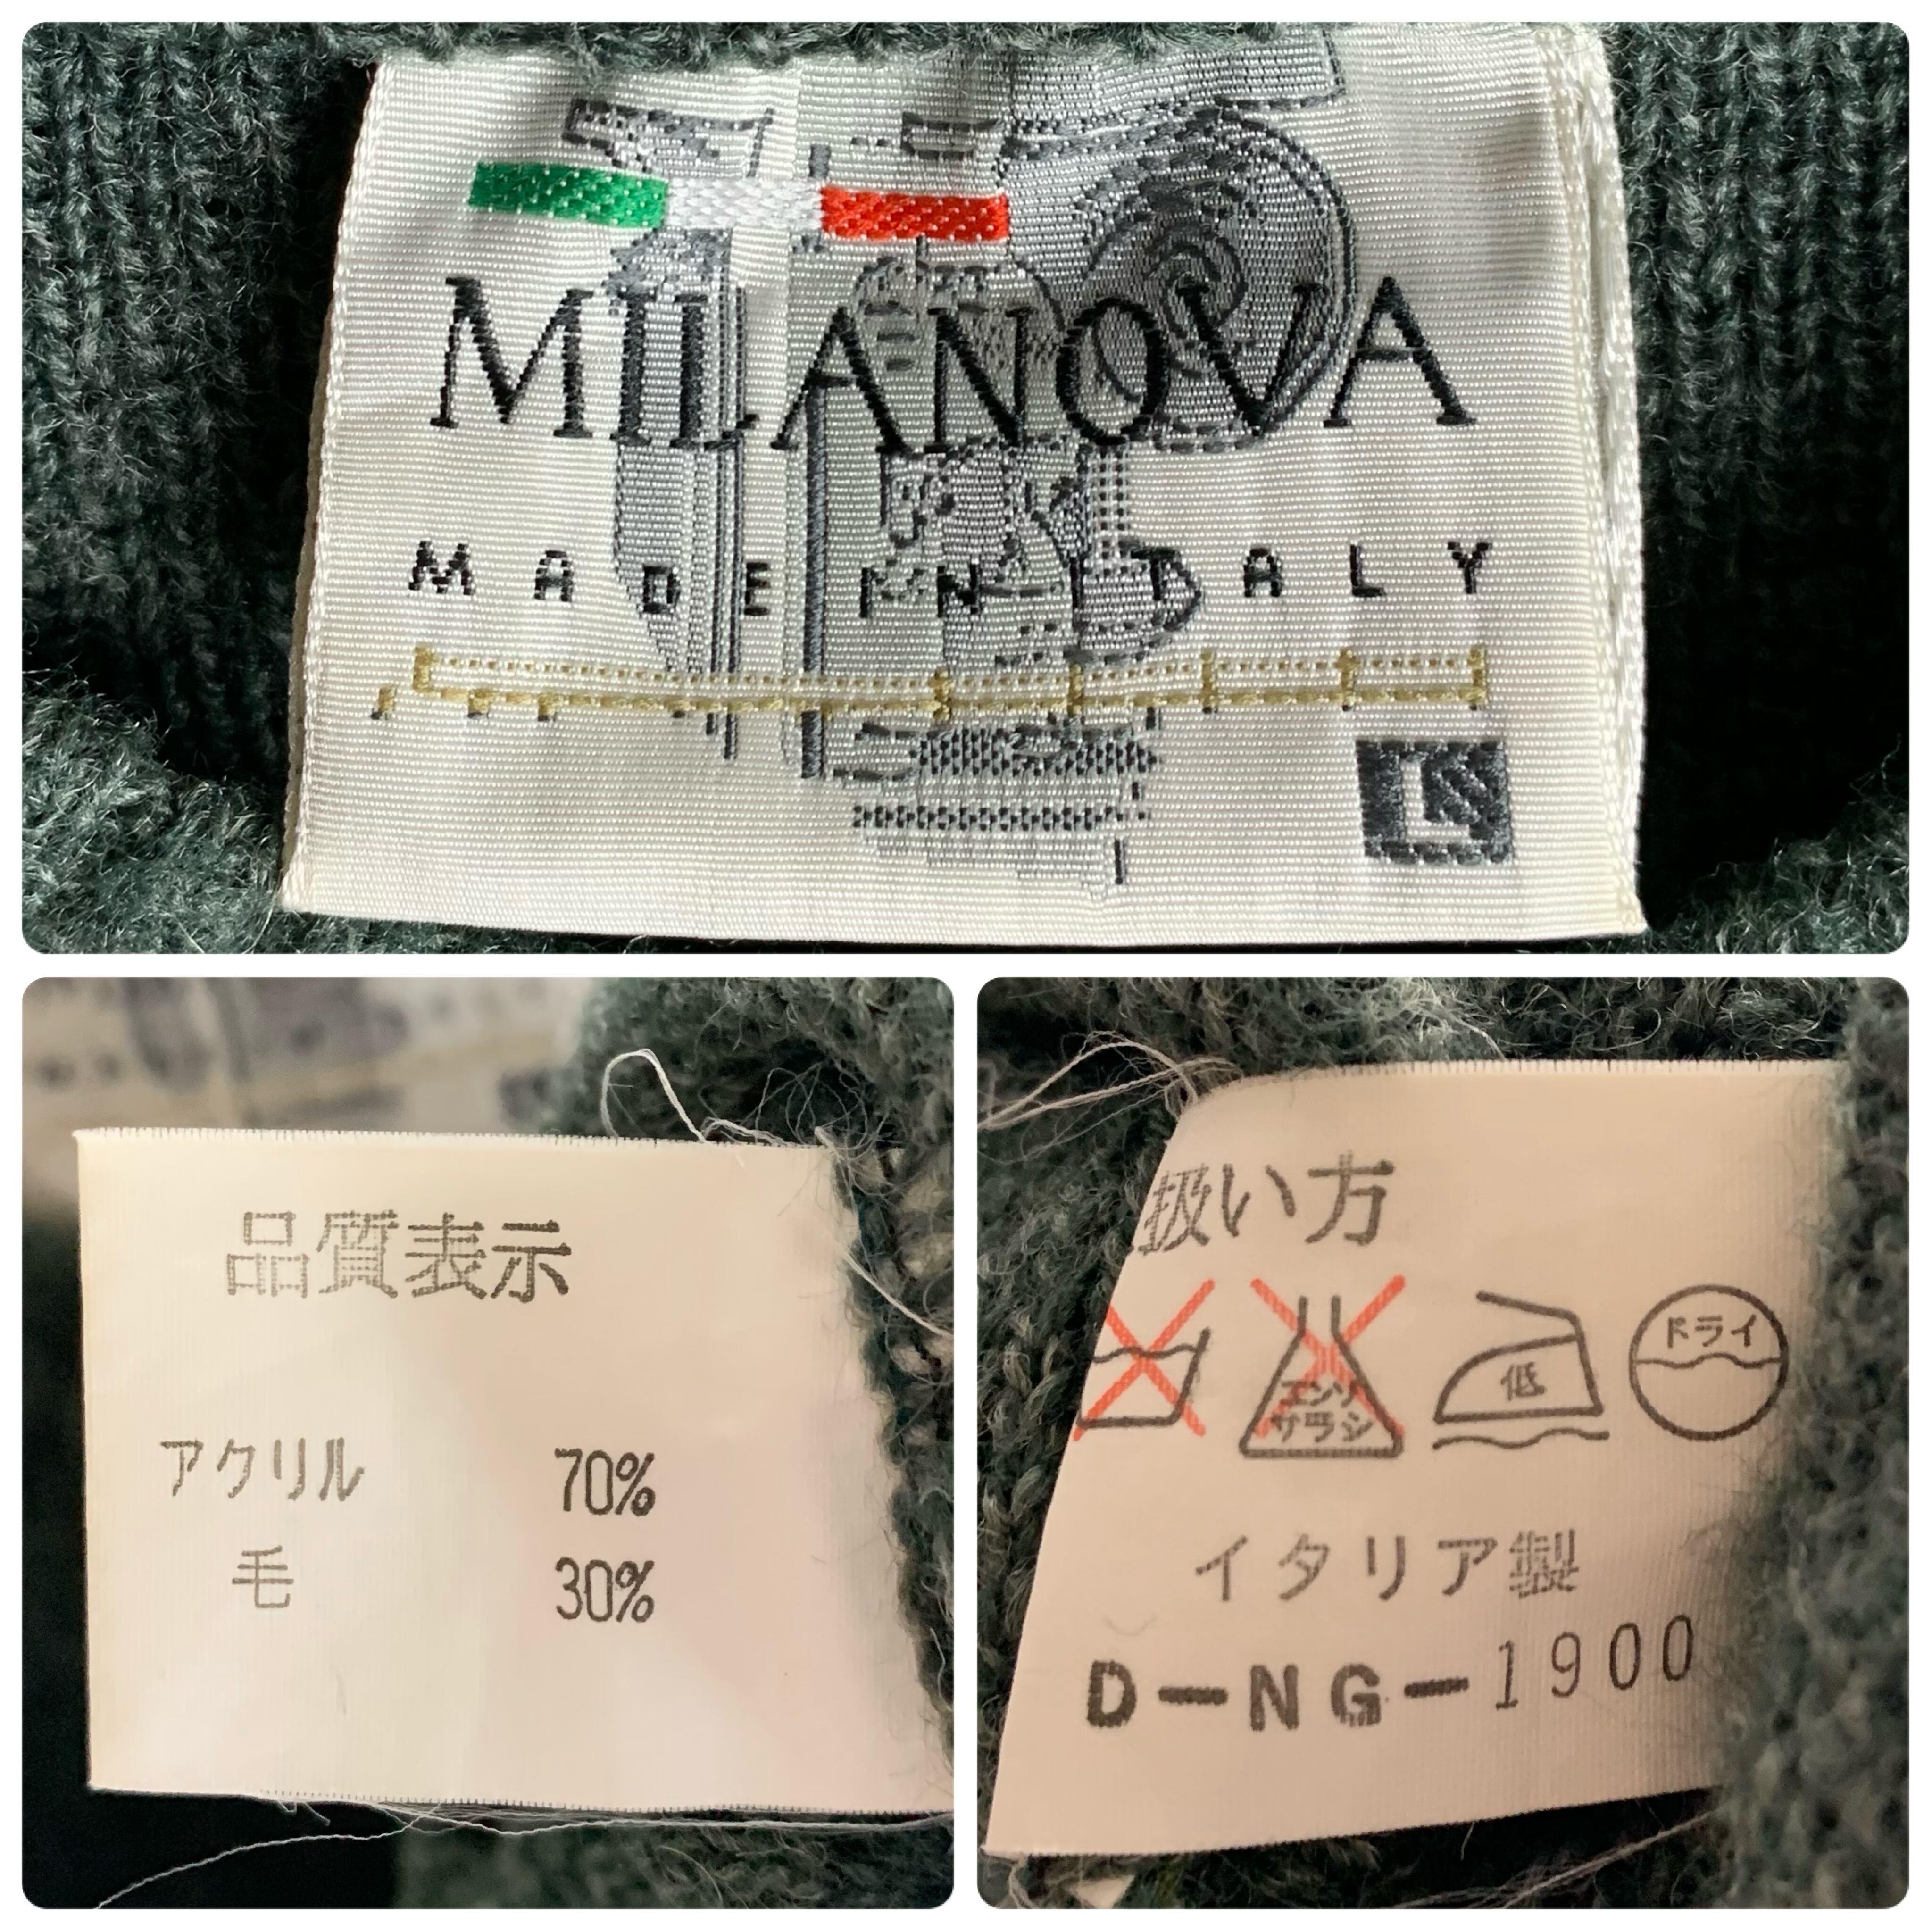 MILANOVA
MADE IN ITALY
LS
品質表示
アクリル 70%
毛 30%
扱い方
エンソ
サラシ
低
ドライ
イタリア製
D-NG-1900